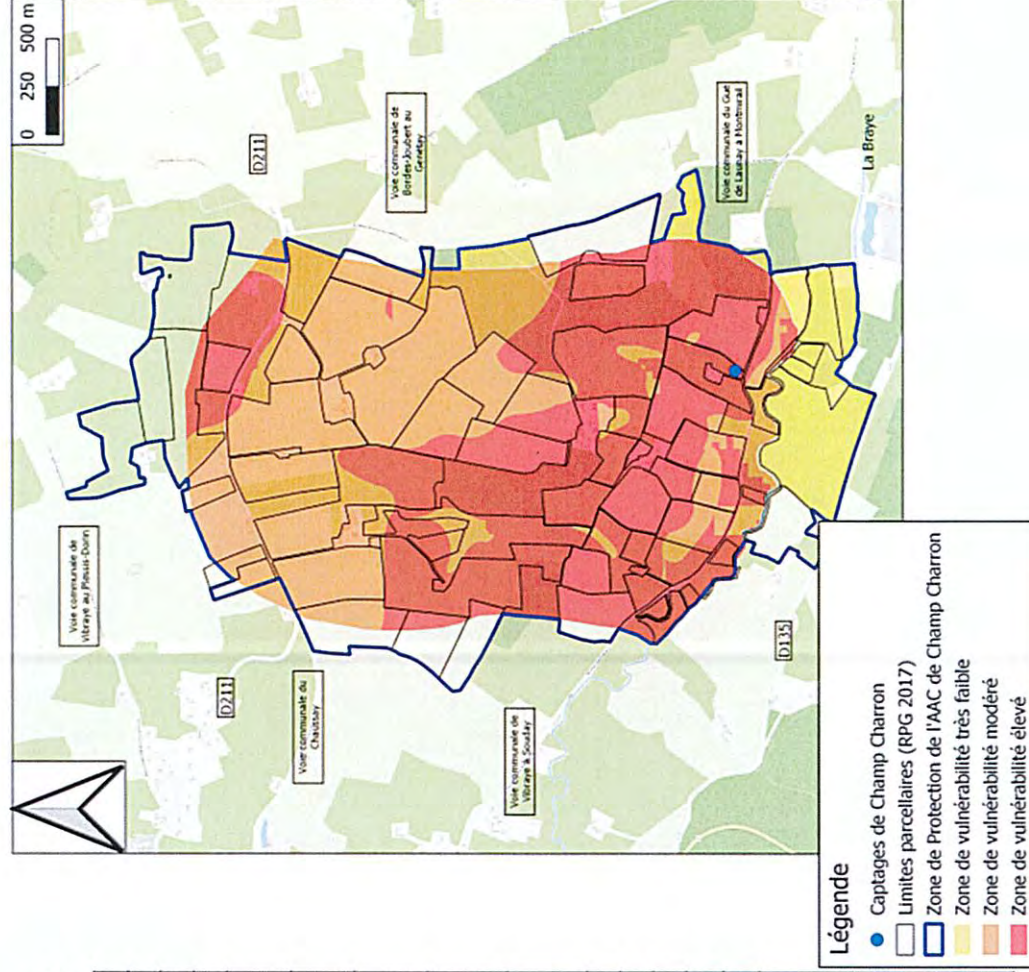 0 250 500 m
D211
Voie communale de
Bordes-Joubert au
Genetay
Voie communale du Gué
de Launay à Montmirail
La Braye
Voie communale de
Vibraye au Plessis-Dorin
D211
Voie communale du
Chaussay
Voie communale de
Vibraye à Souday
D135
Légende
Captages de Champ Charron
Limites parcellaires (RPG 2017)
Zone de Protection de l'AAC de Champ Charron
Zone de vulnérabilité très faible
Zone de vulnérabilité modéré
Zone de vulnérabilité élevé